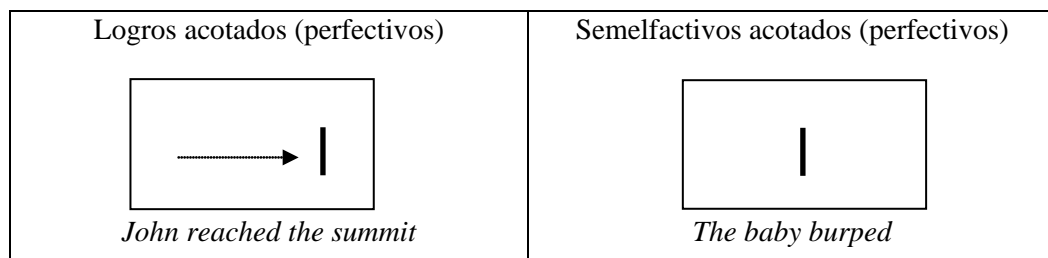 Logros acotados (perfectivos)
Semelfactivos acotados (perfectivos)
John reached the summit
The baby burped